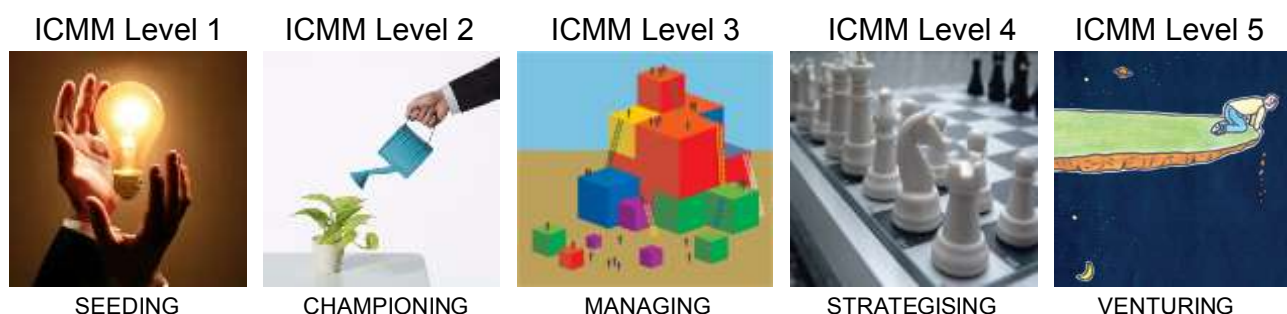 ICMM Level 1
ICMM Level 2
ICMM Level 3
ICMM Level 4
ICMM Level 5
SEEDING
CHAMPIONING
MANAGING
STRATEGISING
VENTURING